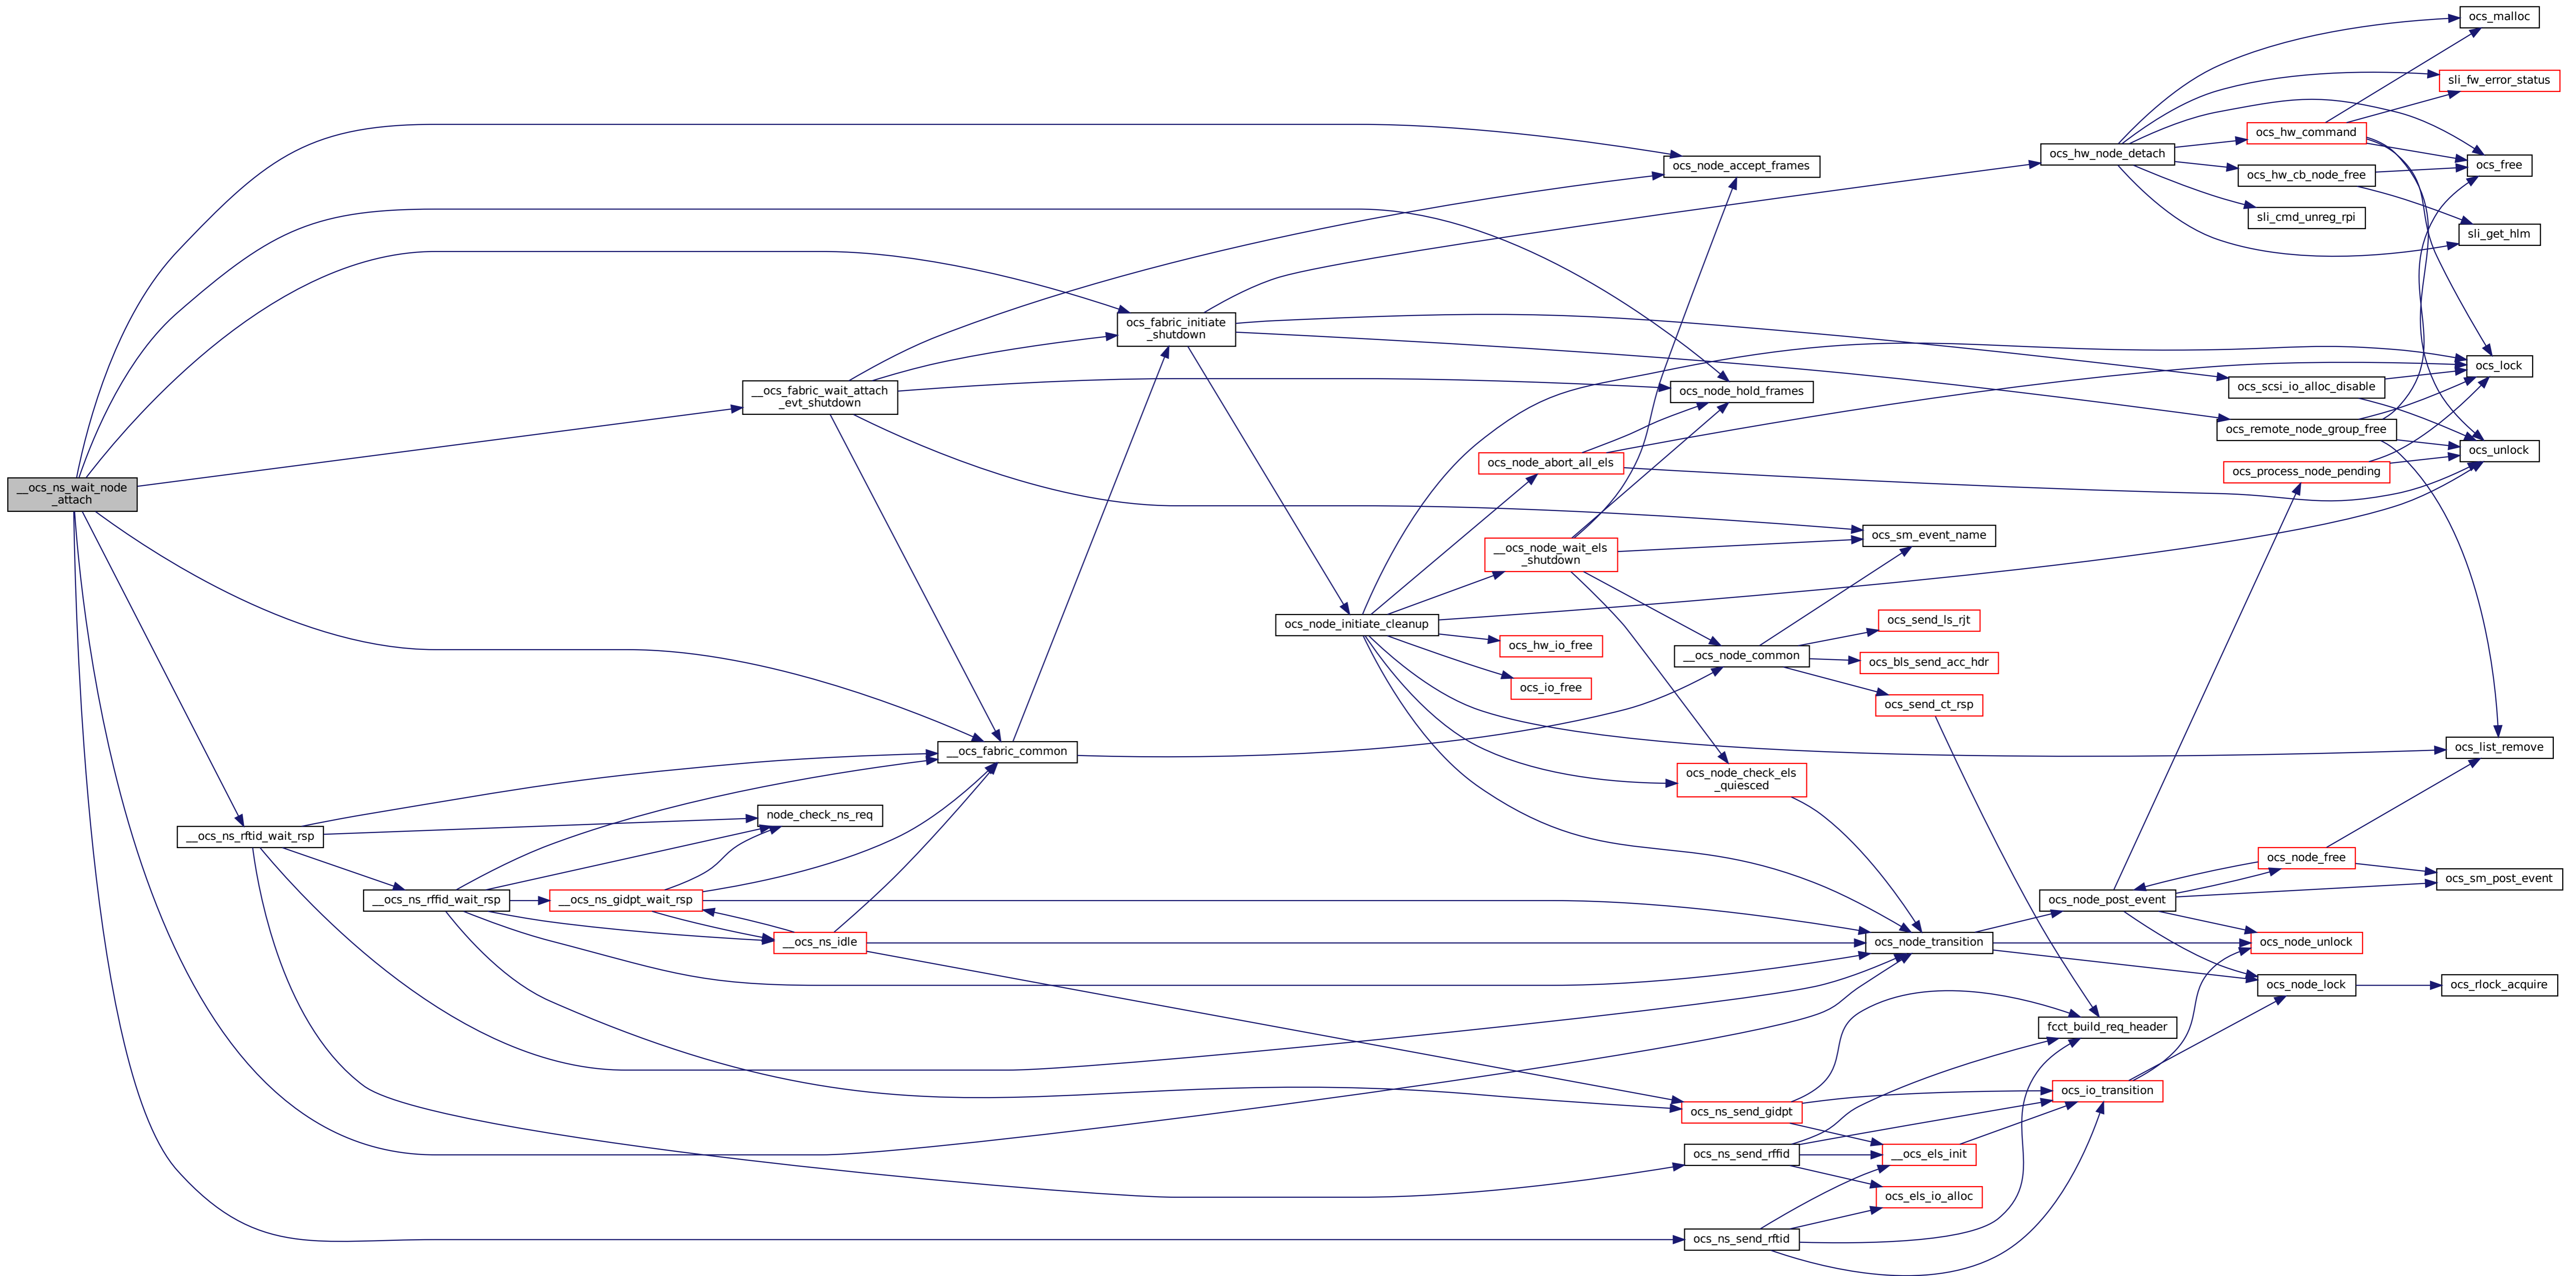 __ocs_ns_wait_node
_attach
__ocs_ns_rftid_wait_rsp
__ocs_ns_rffid_wait_rsp
__ocs_fabric_wait_attach
_evt_shutdown
node_check_ns_req
__ocs_ns_gidpt_wait_rsp
__ocs_ns_idle
__ocs_fabric_common
ocs_fabric_initiate
_shutdown
ocs_node_initiate_cleanup
ocs_node_abort_all_els
__ocs_node_wait_els
_shutdown
ocs_hw_io_free
ocs_io_free
ocs_node_accept_frames
ocs_node_hold_frames
__ocs_node_common
ocs_node_check_els
_quiesced
ocs_ns_send_gidpt
ocs_ns_send_rffid
ocs_ns_send_rftid
ocs_sm_event_name
ocs_send_ls_rjt
ocs_bls_send_acc_hdr
ocs_send_ct_rsp
ocs_node_transition
__ocs_els_init
ocs_els_io_alloc
ocs_hw_node_detach
ocs_node_post_event
fcct_build_req_header
ocs_io_transition
ocs_hw_command
ocs_hw_cb_node_free
sli_cmd_unreg_rpi
ocs_scsi_io_alloc_disable
ocs_remote_node_group_free
ocs_process_node_pending
ocs_node_free
ocs_node_unlock
ocs_node_lock
ocs_malloc
sli_fw_error_status
ocs_free
sli_get_hlm
ocs_lock
ocs_unlock
ocs_list_remove
ocs_sm_post_event
ocs_rlock_acquire